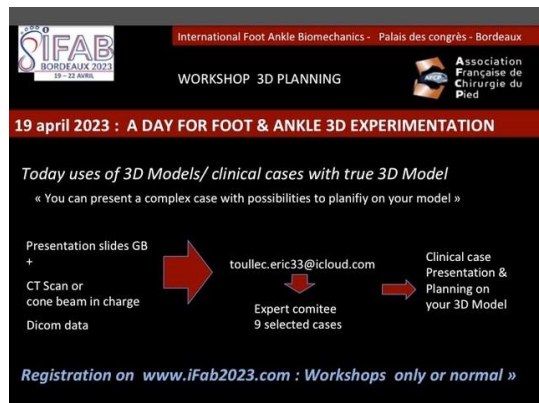 iFAB
BORDEAUX 2023
19 – 22 AVRIL
International Foot Ankle Biomechanics - Palais des congrès - Bordeaux
WORKSHOP 3D PLANNING
AFCP
Association
Française de
Chirurgie du
Pied
19 april 2023 : A DAY FOR FOOT & ANKLE 3D EXPERIMENTATION
Today uses of 3D Models/ clinical cases with true 3D Model
« You can present a complex case with possibilities to planifiy on your model »
Presentation slides GB
+
CT Scan or
cone beam in charge
Dicom data
toullec.eric33@icloud.com
Expert comitee
9 selected cases
Clinical case
Presentation &
Planning on
your 3D Model
Registration on www.iFab2023.com : Workshops only or normal »